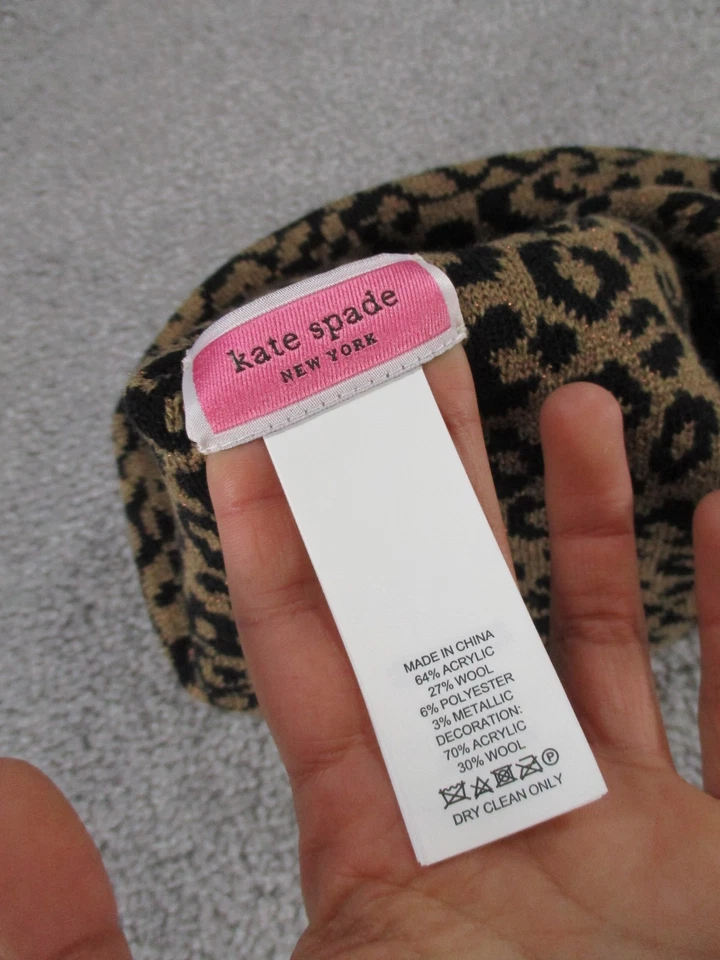 kate spade
NEW YORK
MADE IN CHINA
64% ACRYLIC
27% WOOL
6% POLYESTER
3% METALLIC
DECORATION:
70% ACRYLIC
30% WOOL
P
DRY CLEAN ONLY